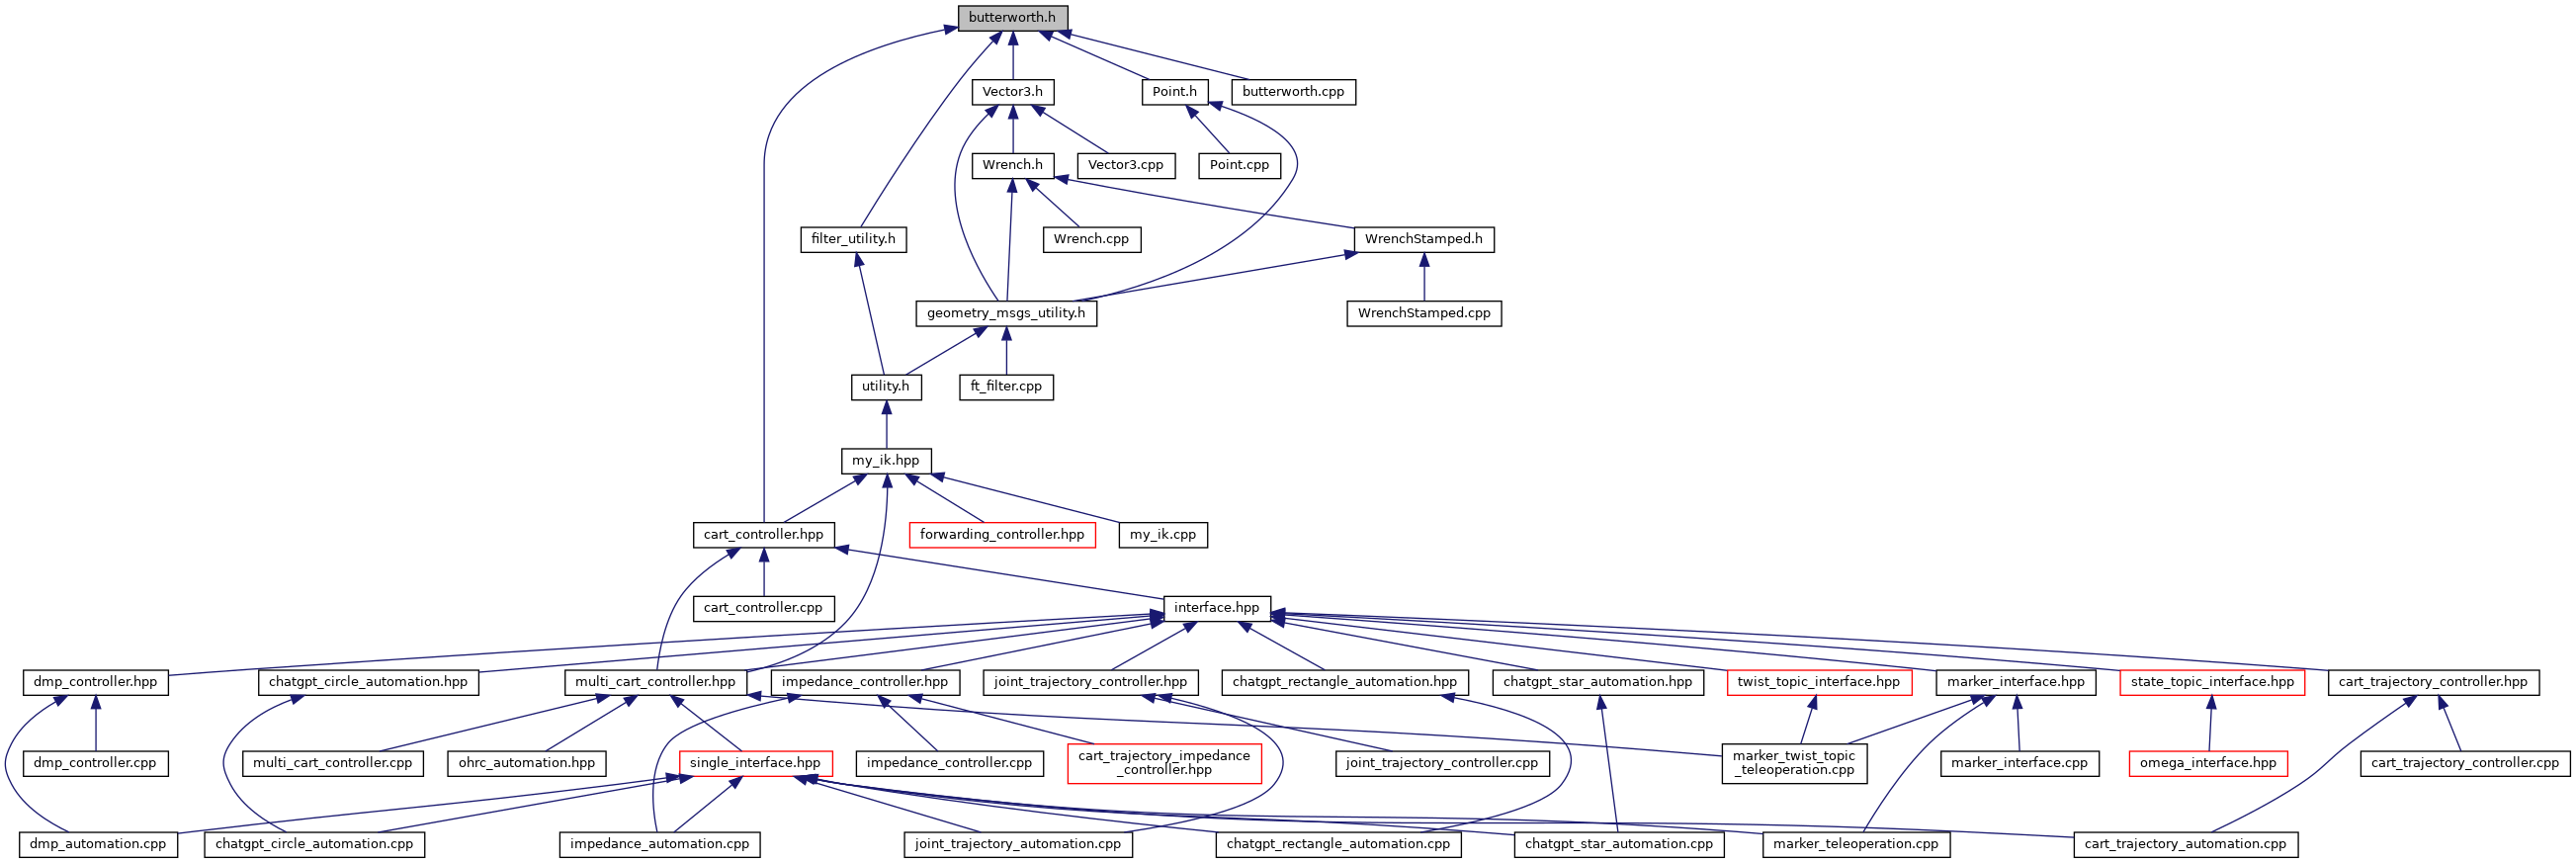 butterworth.h
Vector3.h
Point.h
butterworth.cpp
Wrench.h
Vector3.cpp
Point.cpp
filter_utility.h
Wrench.cpp
WrenchStamped.h
geometry_msgs_utility.h
WrenchStamped.cpp
utility.h
ft_filter.cpp
my_ik.hpp
cart_controller.hpp
forwarding_controller.hpp
my_ik.cpp
cart_controller.cpp
interface.hpp
dmp_controller.hpp
chatgpt_circle_automation.hpp
multi_cart_controller.hpp
impedance_controller.hpp
joint_trajectory_controller.hpp
chatgpt_rectangle_automation.hpp
chatgpt_star_automation.hpp
twist_topic_interface.hpp
marker_interface.hpp
state_topic_interface.hpp
cart_trajectory_controller.hpp
dmp_controller.cpp
multi_cart_controller.cpp
ohrc_automation.hpp
single_interface.hpp
impedance_controller.cpp
cart_trajectory_impedance
_controller.hpp
joint_trajectory_controller.cpp
marker_twist_topic
_teleoperation.cpp
marker_interface.cpp
omega_interface.hpp
cart_trajectory_controller.cpp
dmp_automation.cpp
chatgpt_circle_automation.cpp
impedance_automation.cpp
joint_trajectory_automation.cpp
chatgpt_rectangle_automation.cpp
chatgpt_star_automation.cpp
marker_teleoperation.cpp
cart_trajectory_automation.cpp